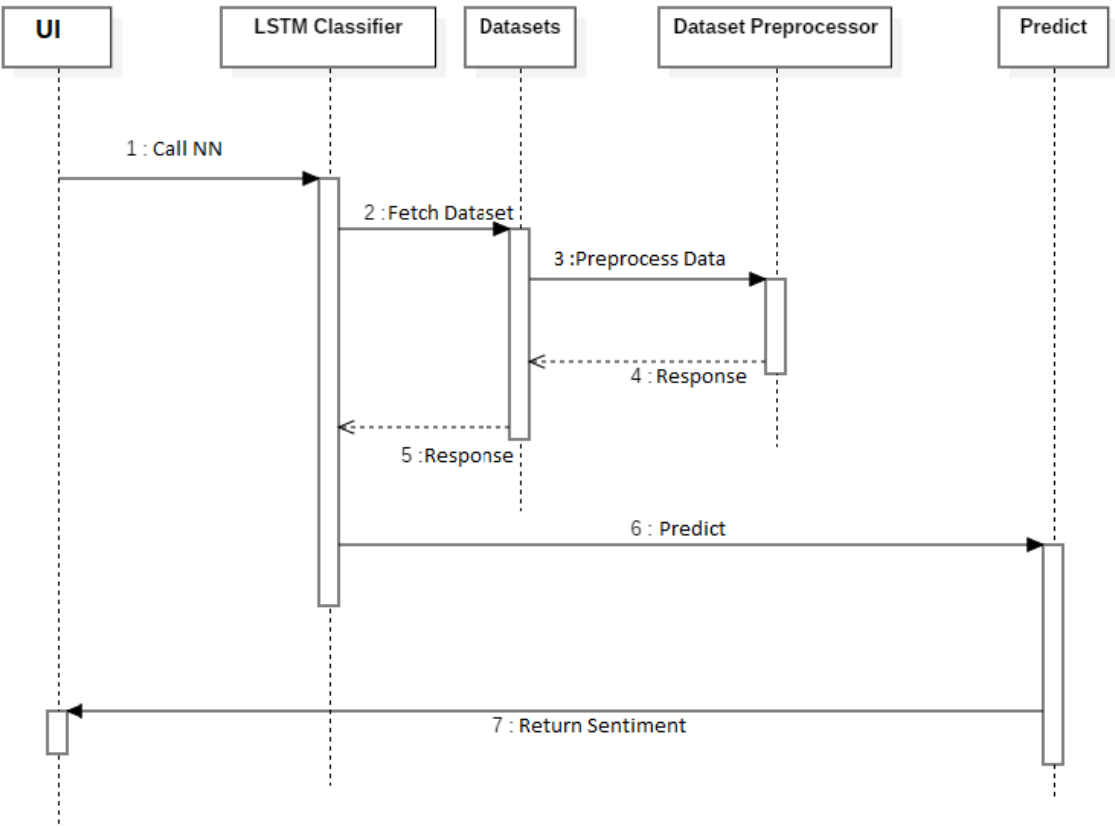 UI
LSTM Classifier
Datasets
Dataset Preprocessor
Predict
1 : Call NN
2 :Fetch Dataset
3 :Preprocess Data
4 : Response
5 :Response
6 : Predict
7 : Return Sentiment